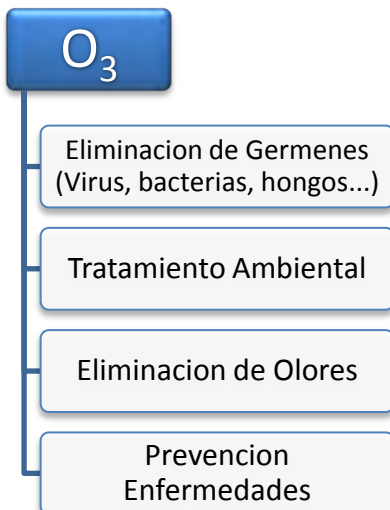 O₃
Eliminacion de Germenes
(Virus, bacterias, hongos...)
Tratamiento Ambiental
Eliminacion de Olores
Prevencion
Enfermedades